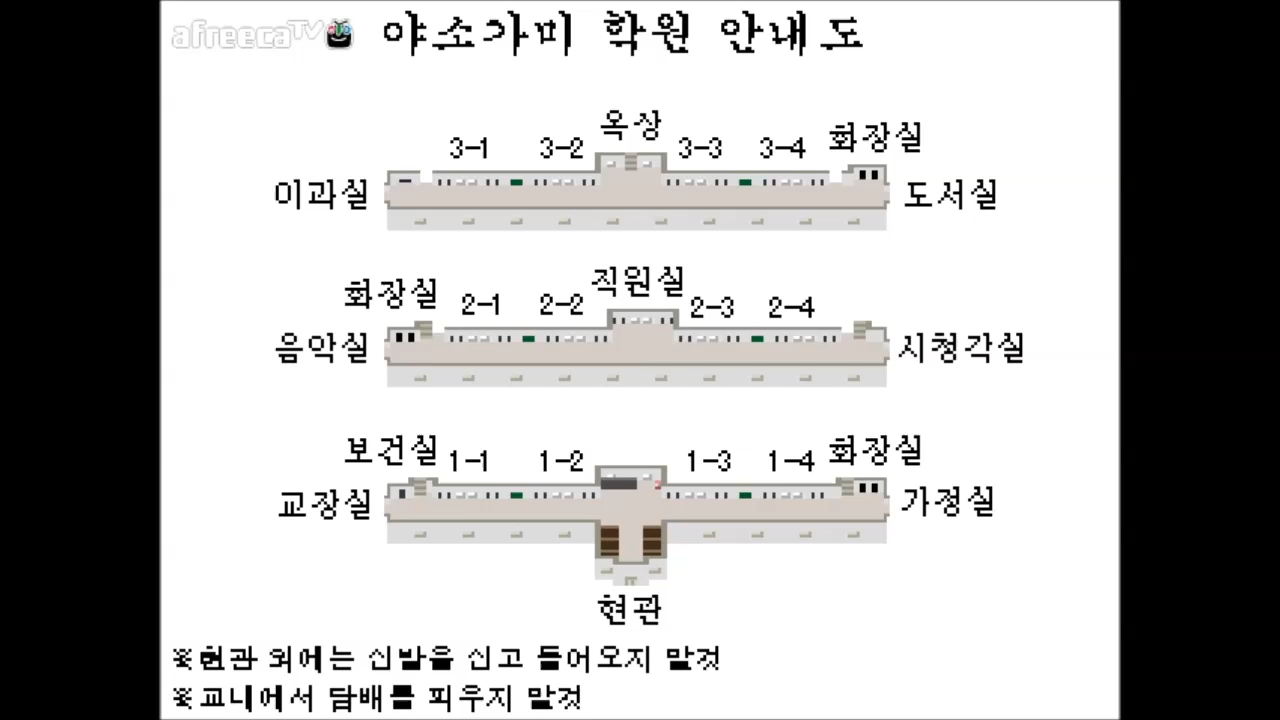 afreecaTV
야소가미 학원 안내도
옥상
3-1 3-2 3-3 3-4 화장실
이과실 도서실
직원실
화장실 2-1 2-2 2-3 2-4
음악실 시청각실
보건실 1-1 1-2 1-3 1-4 화장실
교장실 가정실
현관
※현관 외에는 신발을 신고 들어오지 말것
※교내에서 담배를 피우지 말것